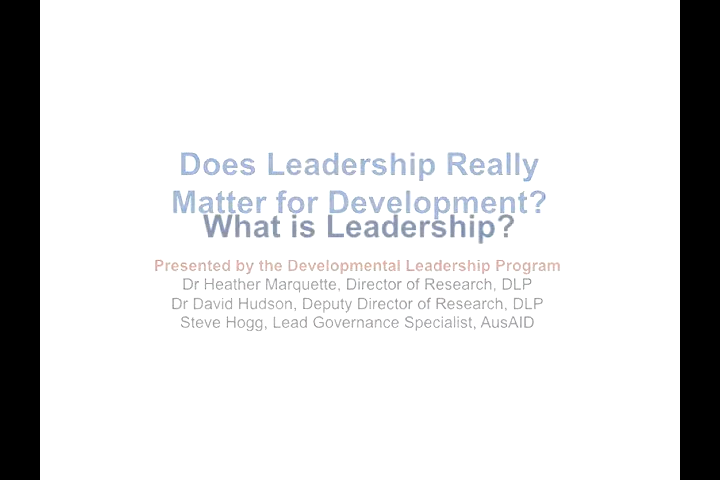 Does Leadership Really
Matter for Development?
What is Leadership?
Presented by the Developmental Leadership Program
Dr Heather Marquette, Director of Research, DLP
Dr David Hudson, Deputy Director of Research, DLP
Steve Hogg, Lead Governance Specialist, AusAID